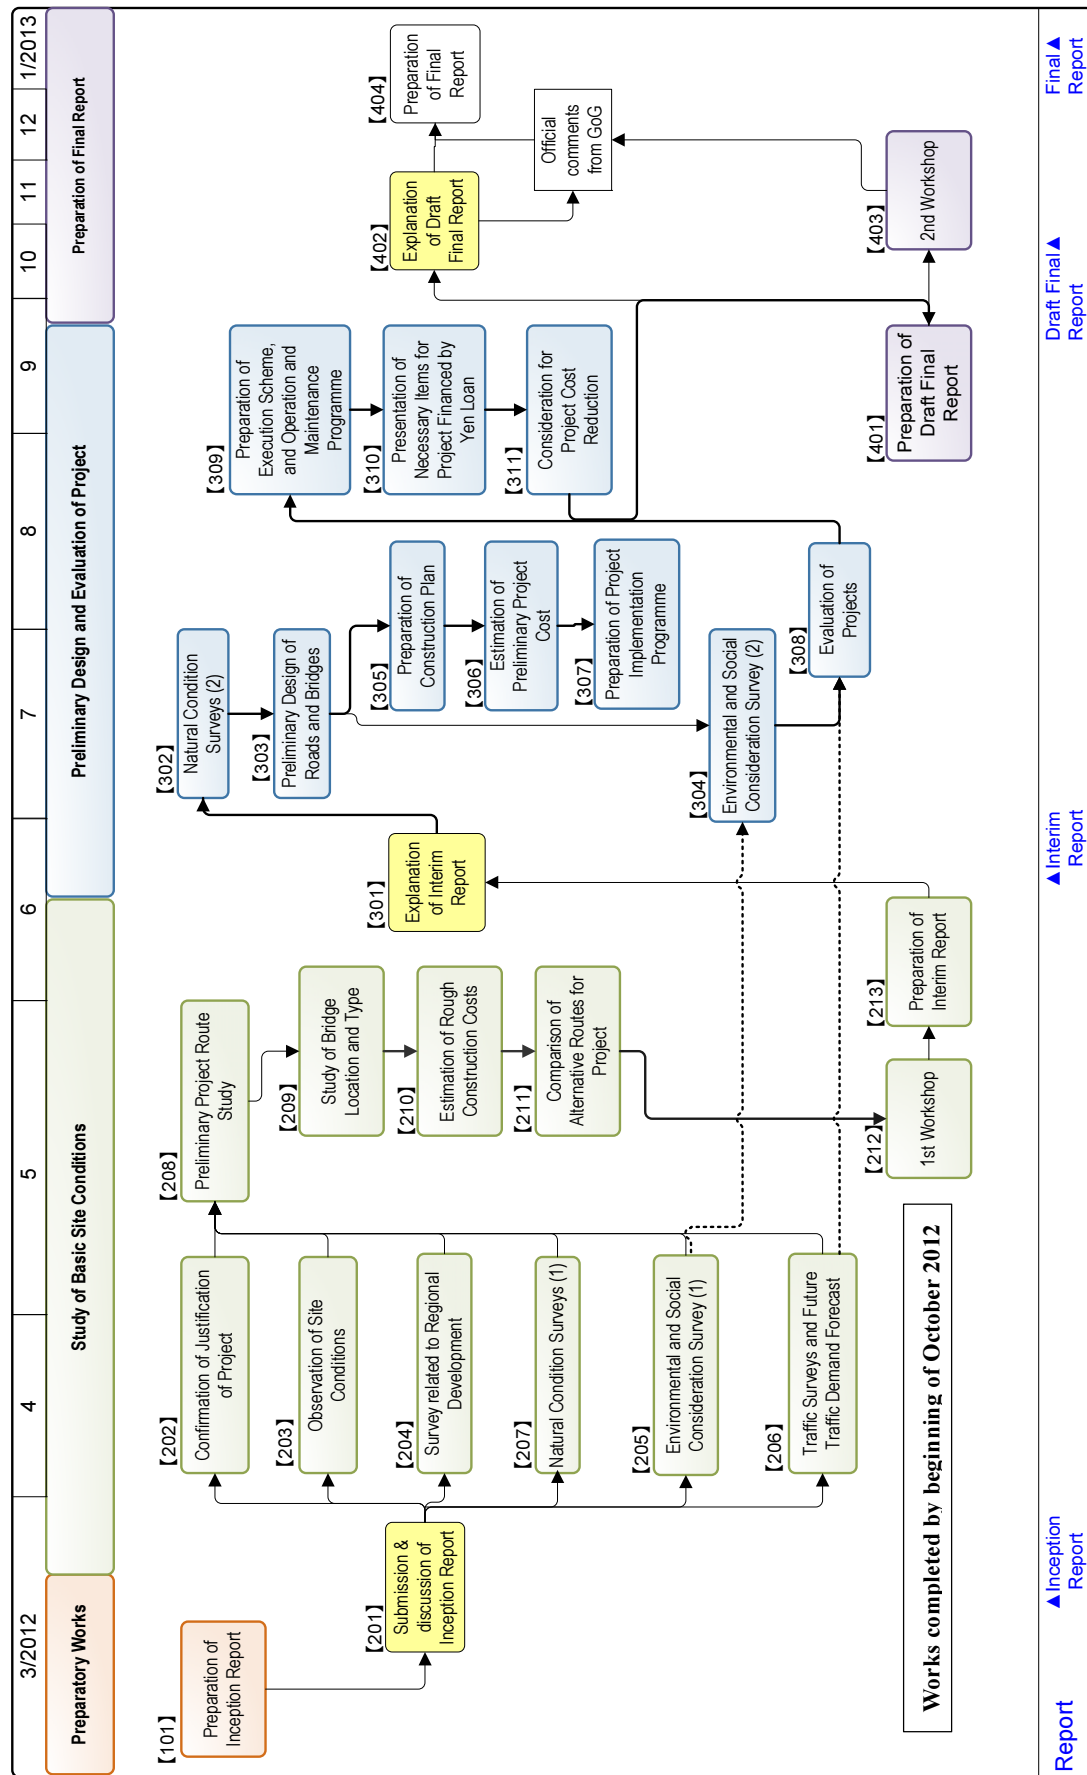 3/2012
4
5
6
7
8
9
10
11
12
1/2013
Preparatory Works
Study of Basic Site Conditions
Preliminary Design and Evaluation of Project
Preparation of Final Report
【101】
Preparation of
Inception Report
【201】
Submission &
discussion of
Inception Report
【202】
Confirmation of Justification
of Project
【203】
Observation of Site
Conditions
【204】
Survey related to Regional
Development
【207】
Natural Condition Surveys (1)
【205】
Environmental and Social
Consideration Survey (1)
【206】
Traffic Surveys and Future
Traffic Demand Forecast
【208】
Preliminary Project Route
Study
【209】
Study of Bridge
Location and Type
【210】
Estimation of Rough
Construction Costs
【211】
Comparison of
Alternative Routes for
Project
【212】
1st Workshop
【213】
Preparation of
Interim Report
【301】
Explanation
of Interim
Report
【302】
Natural Condition
Surveys (2)
【303】
Preliminary Design of
Roads and Bridges
【305】
Preparation of
Construction Plan
【306】
Estimation of
Preliminary Project
Cost
【307】
Preparation of Project
Implementation
Programme
【304】
Environmental and Social
Consideration Survey (2)
【308】
Evaluation of
Projects
【309】
Preparation of
Execution Scheme,
and Operation and
Maintenance
Programme
【310】
Presentation of
Necessary Items for
Project Financed by
Yen Loan
【311】
Consideration for
Project Cost
Reduction
【401】
Preparation of
Draft Final
Report
【402】
Explanation
of Draft
Final Report
【403】
2nd Workshop
Official
comments
from GoG
【404】
Preparation
of Final
Report
Works completed by beginning of October 2012
Report
▲Inception
Report
▲Interim
Report
Draft Final▲
Report
Final▲
Report